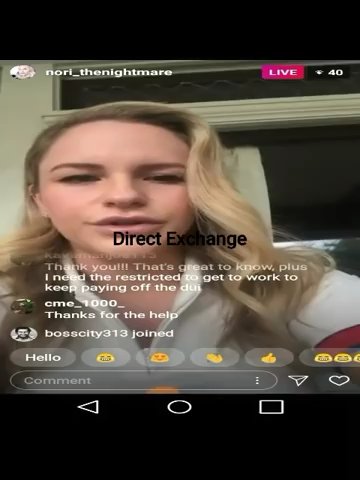 nori_thenightmare
LIVE
40
Direct Exchange
Thank you!!! That's great to know, plus
I need the restricted to get to work to
keep paying off the dui
cme_1000_
Thanks for the help
bosscity313 joined
Hello
Comment